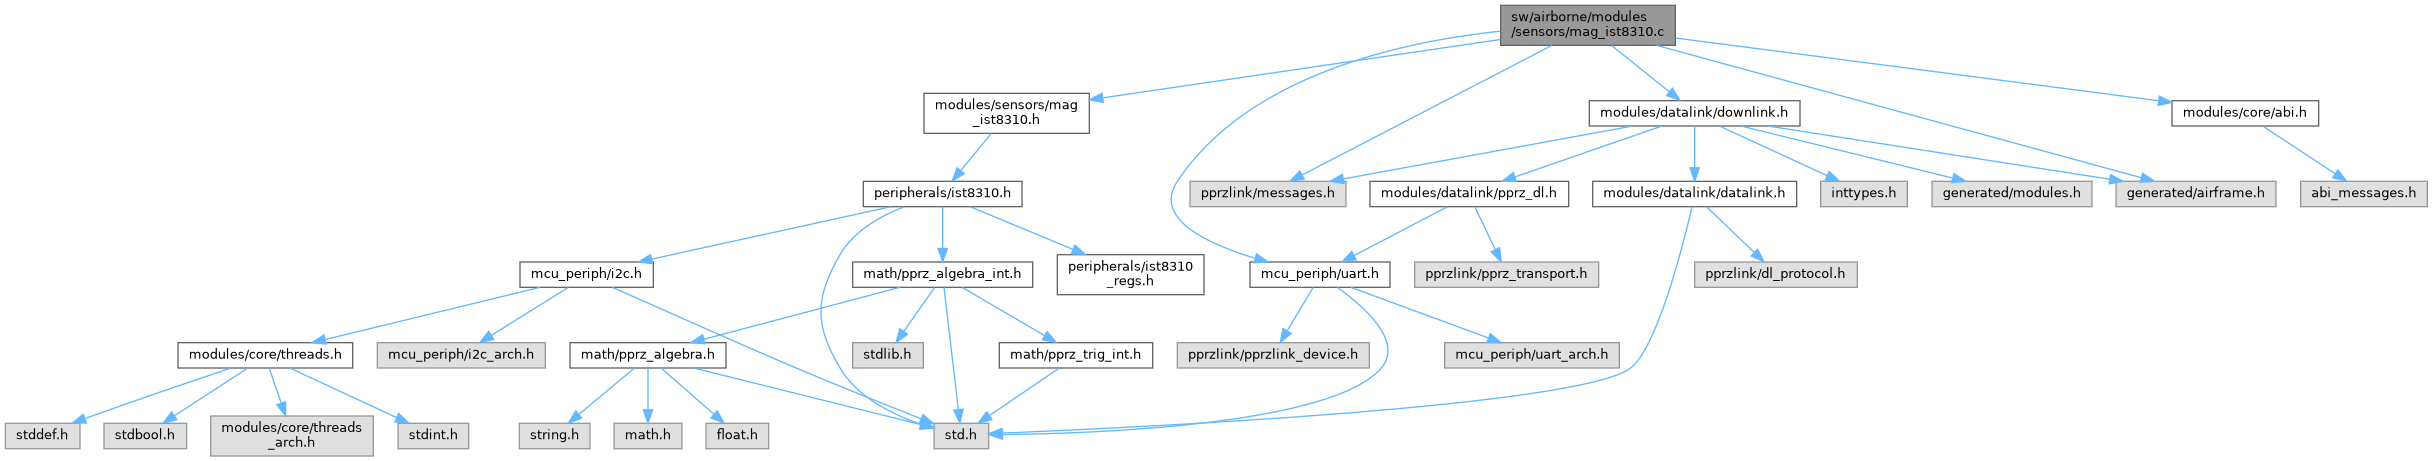 sw/airborne/modules
/sensors/mag_ist8310.c
modules/sensors/mag
_ist8310.h
modules/datalink/downlink.h
modules/core/abi.h
peripherals/ist8310.h
pprzlink/messages.h
modules/datalink/pprz_dl.h
modules/datalink/datalink.h
inttypes.h
generated/modules.h
generated/airframe.h
abi_messages.h
mcu_periph/i2c.h
math/pprz_algebra_int.h
peripherals/ist8310
_regs.h
mcu_periph/uart.h
pprzlink/pprz_transport.h
pprzlink/dl_protocol.h
modules/core/threads.h
mcu_periph/i2c_arch.h
math/pprz_algebra.h
stdlib.h
math/pprz_trig_int.h
pprzlink/pprzlink_device.h
mcu_periph/uart_arch.h
stddef.h
stdbool.h
modules/core/threads
_arch.h
stdint.h
string.h
math.h
float.h
std.h